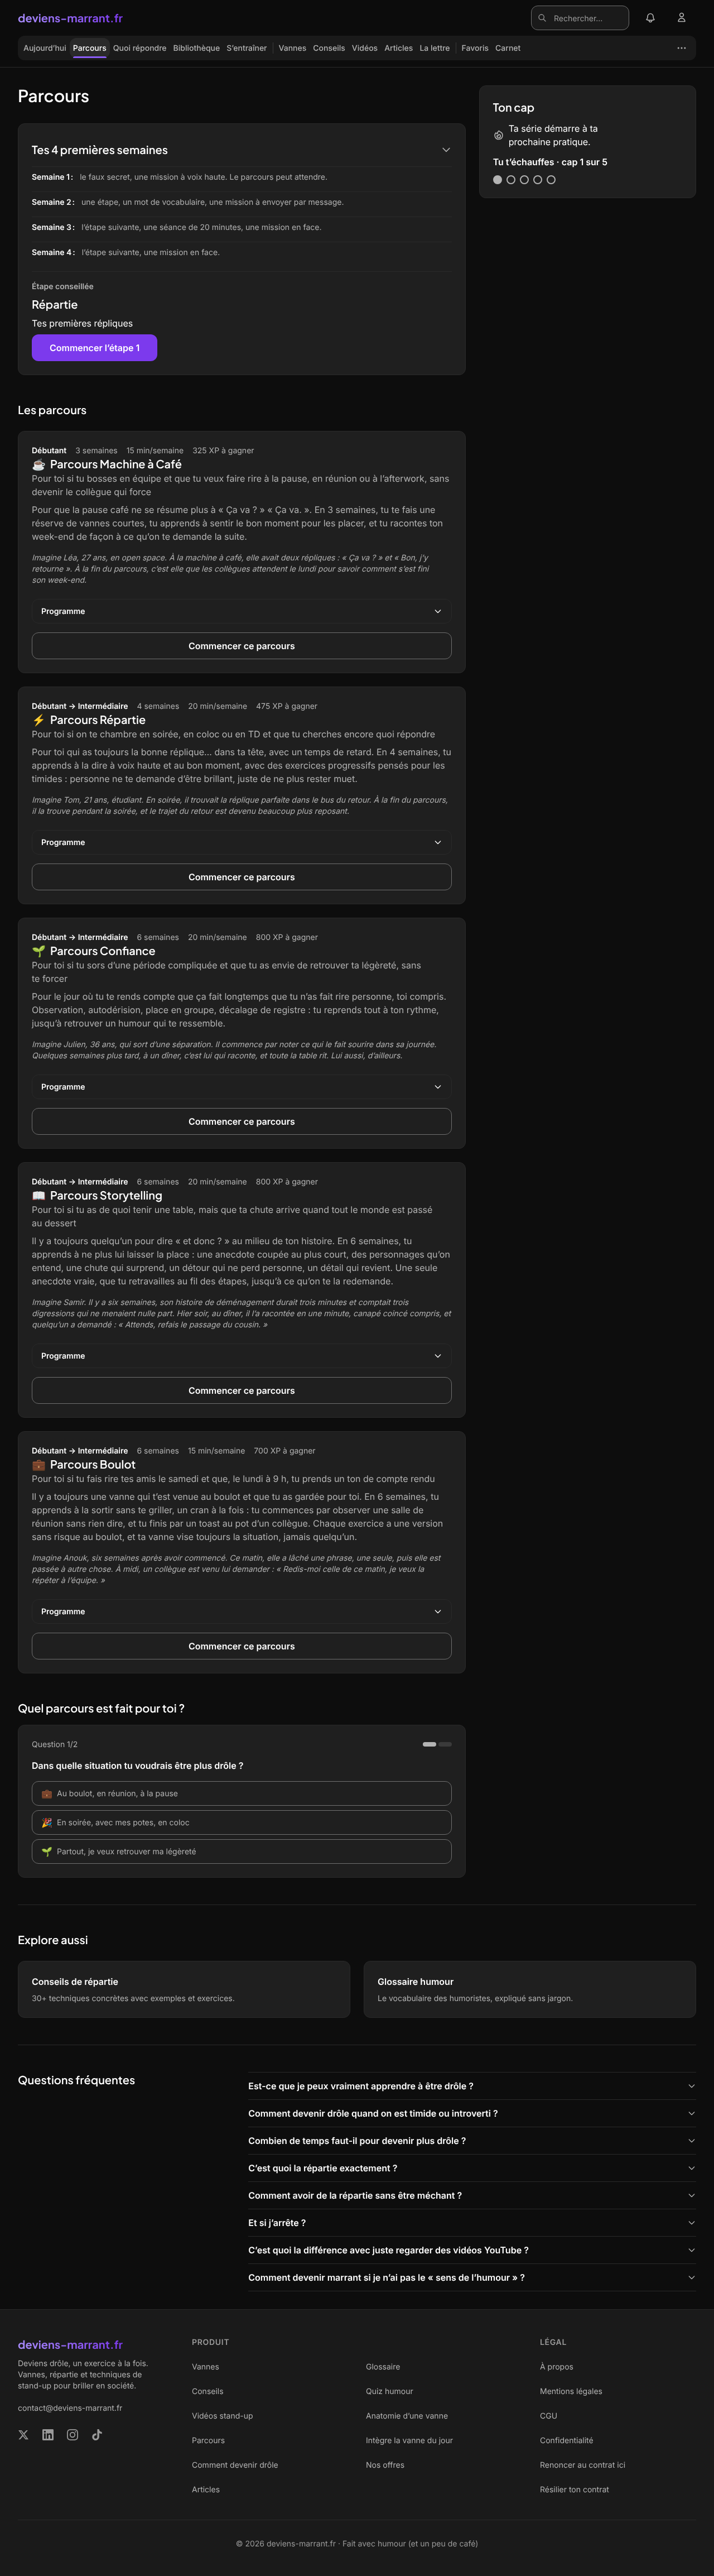 deviens-marrant.fr
Rechercher...
Aujourd'hui Parcours Quoi répondre Bibliothèque S'entraîner Vannes Conseils Vidéos Articles La lettre Favoris Carnet
Parcours
Tes 4 premières semaines
Semaine 1 : le faux secret, une mission à voix haute. Le parcours peut attendre.
Semaine 2 : une étape, un mot de vocabulaire, une mission à envoyer par message.
Semaine 3 : l'étape suivante, une séance de 20 minutes, une mission en face.
Semaine 4 : l'étape suivante, une mission en face.
Étape conseillée
Répartie
Tes premières répliques
Commencer l'étape 1
Ton cap
Ta série démarre à ta
prochaine pratique.
Tu t'échauffes · cap 1 sur 5
Les parcours
Débutant 3 semaines 15 min/semaine 325 XP à gagner
☕ Parcours Machine à Café
Pour toi si tu bosses en équipe et que tu veux faire rire à la pause, en réunion ou à l'afterwork, sans
devenir le collègue qui force
Pour que la pause café ne se résume plus à « Ça va ? » « Ça va. ». En 3 semaines, tu te fais une
réserve de vannes courtes, tu apprends à sentir le bon moment pour les placer, et tu racontes ton
week-end de façon à ce qu'on te demande la suite.
Imagine Léa, 27 ans, en open space. À la machine à café, elle avait deux répliques : « Ça va ? » et « Bon, j'y
retourne ». À la fin du parcours, c'est elle que les collègues attendent le lundi pour savoir comment s'est fini
son week-end.
Programme
Commencer ce parcours
Débutant → Intermédiaire 4 semaines 20 min/semaine 475 XP à gagner
⚡ Parcours Répartie
Pour toi si on te chambre en soirée, en coloc ou en TD et que tu cherches encore quoi répondre
Pour toi qui as toujours la bonne réplique... dans ta tête, avec un temps de retard. En 4 semaines, tu
apprends à la dire à voix haute et au bon moment, avec des exercices progressifs pensés pour les
timides : personne ne te demande d'être brillant, juste de ne plus rester muet.
Imagine Tom, 21 ans, étudiant. En soirée, il trouvait la réplique parfaite dans le bus du retour. À la fin du parcours,
il la trouve pendant la soirée, et le trajet du retour est devenu beaucoup plus reposant.
Programme
Commencer ce parcours
Débutant → Intermédiaire 6 semaines 20 min/semaine 800 XP à gagner
🌱 Parcours Confiance
Pour toi si tu sors d'une période compliquée et que tu as envie de retrouver ta légèreté, sans
te forcer
Pour le jour où tu te rends compte que ça fait longtemps que tu n'as fait rire personne, toi compris.
Observation, autodérision, place en groupe, décalage de registre : tu reprends tout à ton rythme,
jusqu'à retrouver un humour qui te ressemble.
Imagine Julien, 36 ans, qui sort d'une séparation. Il commence par noter ce qui le fait sourire dans sa journée.
Quelques semaines plus tard, à un dîner, c'est lui qui raconte, et toute la table rit. Lui aussi, d'ailleurs.
Programme
Commencer ce parcours
Débutant → Intermédiaire 6 semaines 20 min/semaine 800 XP à gagner
📖 Parcours Storytelling
Pour toi si tu as de quoi tenir une table, mais que ta chute arrive quand tout le monde est passé
au dessert
Il y a toujours quelqu'un pour dire « et donc ? » au milieu de ton histoire. En 6 semaines, tu
apprends à ne plus lui laisser la place : une anecdote coupée au plus court, des personnages qu'on
entend, une chute qui surprend, un détour qui ne perd personne, un détail qui revient. Une seule
anecdote vraie, que tu retravailles au fil des étapes, jusqu'à ce qu'on te la redemande.
Imagine Samir. Il y a six semaines, son histoire de déménagement durait trois minutes et comptait trois
digressions qui ne menaient nulle part. Hier soir, au dîner, il l'a racontée en une minute, canapé coincé compris, et
quelqu'un a demandé : « Attends, refais le passage du cousin. »
Programme
Commencer ce parcours
Débutant → Intermédiaire 6 semaines 15 min/semaine 700 XP à gagner
💼 Parcours Boulot
Pour toi si tu fais rire tes amis le samedi et que, le lundi à 9 h, tu prends un ton de compte rendu
Il y a toujours une vanne qui t'est venue au boulot et que tu as gardée pour toi. En 6 semaines, tu
apprends à la sortir sans te griller, un cran à la fois : tu commences par observer une salle de
réunion sans rien dire, et tu finis par un toast au pot d'un collègue. Chaque exercice a une version
sans risque au boulot, et ta vanne vise toujours la situation, jamais quelqu'un.
Imagine Anouk, six semaines après avoir commencé. Ce matin, elle a lâché une phrase, une seule, puis elle est
passée à autre chose. À midi, un collègue est venu lui demander : « Redis-moi celle de ce matin, je veux la
répéter à l'équipe. »
Programme
Commencer ce parcours
Quel parcours est fait pour toi ?
Question 1/2
Dans quelle situation tu voudrais être plus drôle ?
💼 Au boulot, en réunion, à la pause
🎉 En soirée, avec mes potes, en coloc
🌱 Partout, je veux retrouver ma légèreté
Explore aussi
Conseils de répartie
30+ techniques concrètes avec exemples et exercices.
Glossaire humour
Le vocabulaire des humoristes, expliqué sans jargon.
Questions fréquentes
Est-ce que je peux vraiment apprendre à être drôle ?
Comment devenir drôle quand on est timide ou introverti ?
Combien de temps faut-il pour devenir plus drôle ?
C'est quoi la répartie exactement ?
Comment avoir de la répartie sans être méchant ?
Et si j'arrête ?
C'est quoi la différence avec juste regarder des vidéos YouTube ?
Comment devenir marrant si je n'ai pas le « sens de l'humour » ?
deviens-marrant.fr
Deviens drôle, un exercice à la fois.
Vannes, répartie et techniques de
stand-up pour briller en société.
contact@deviens-marrant.fr
PRODUIT
Vannes
Conseils
Vidéos stand-up
Parcours
Comment devenir drôle
Articles
Glossaire
Quiz humour
Anatomie d'une vanne
Intègre la vanne du jour
Nos offres
LÉGAL
À propos
Mentions légales
CGU
Confidentialité
Renoncer au contrat ici
Résilier ton contrat
© 2026 deviens-marrant.fr · Fait avec humour (et un peu de café)